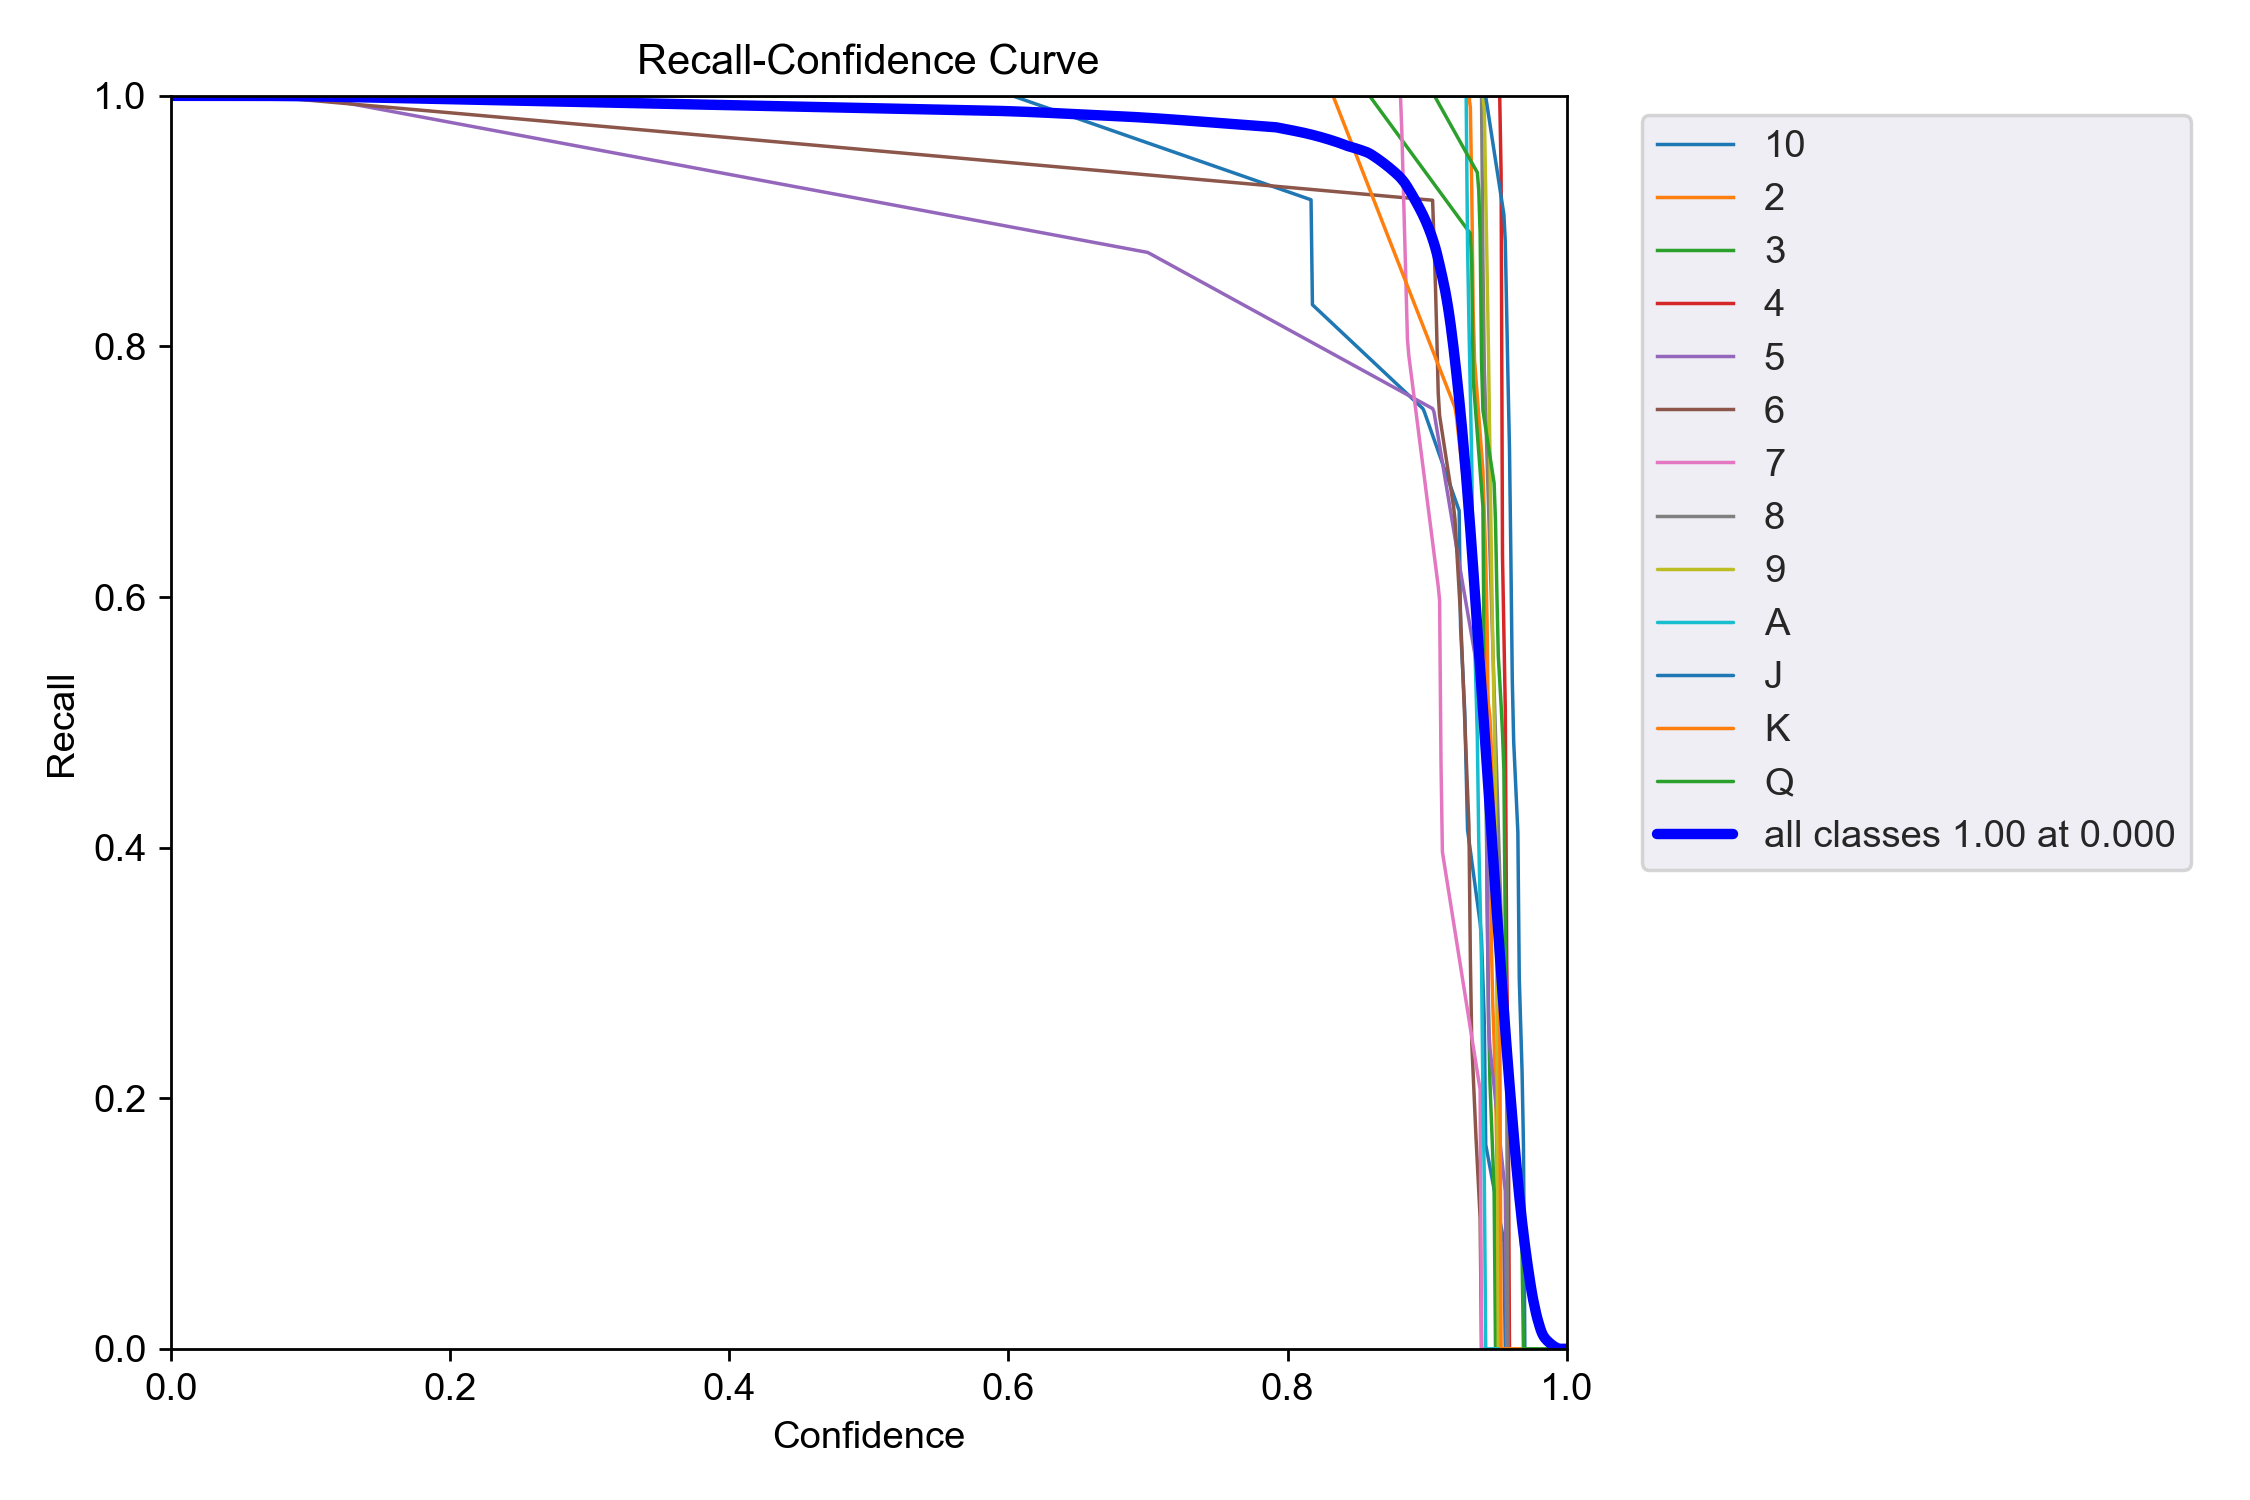 Recall-Confidence Curve
1.0
0.8
0.6
0.4
0.2
0.0
Recall
0.0 0.2 0.4 0.6 0.8 1.0
Confidence
10
2
3
4
5
6
7
8
9
A
J
K
Q
all classes 1.00 at 0.000